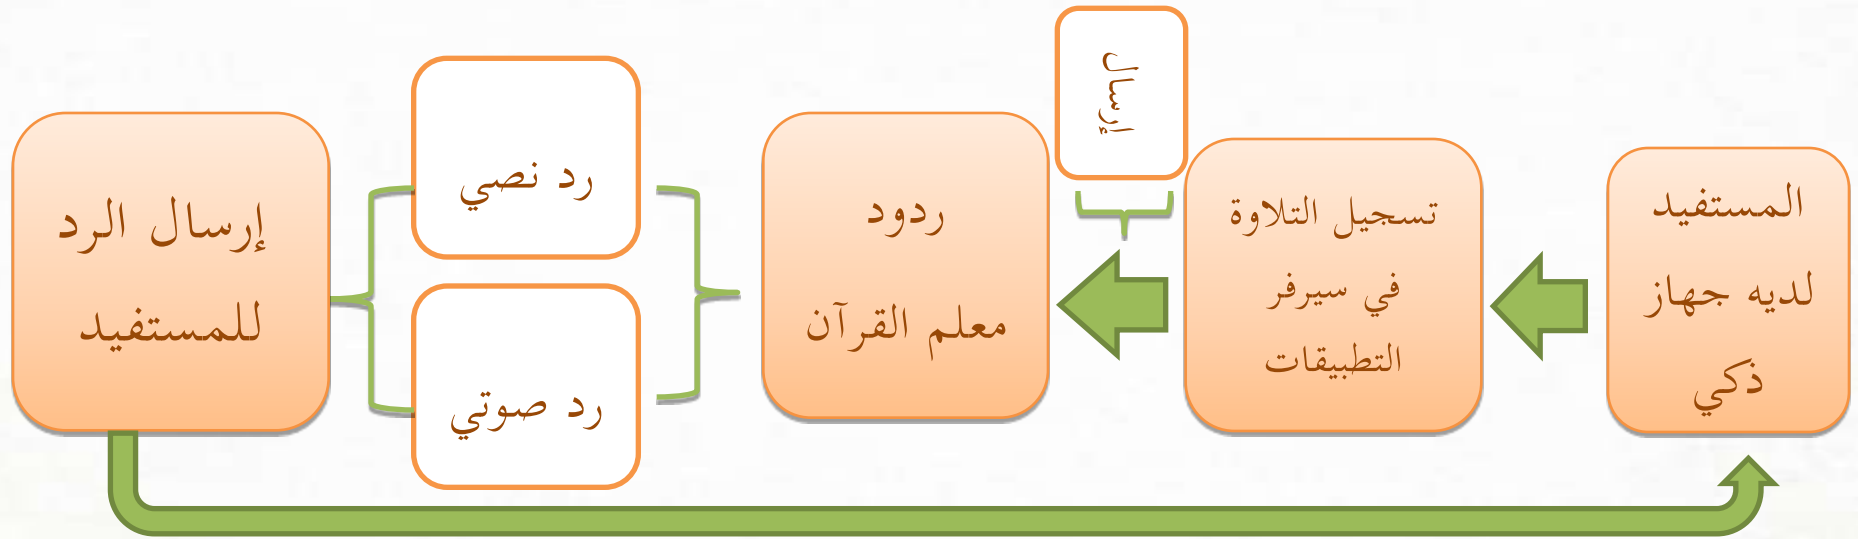 المستفيد
لديه جهاز
ذكي
تسجيل التلاوة
في سيرفر
التطبيقات
إرسال
ردود
معلم القرآن
رد نصي
رد صوتي
إرسال الرد
للمستفيد